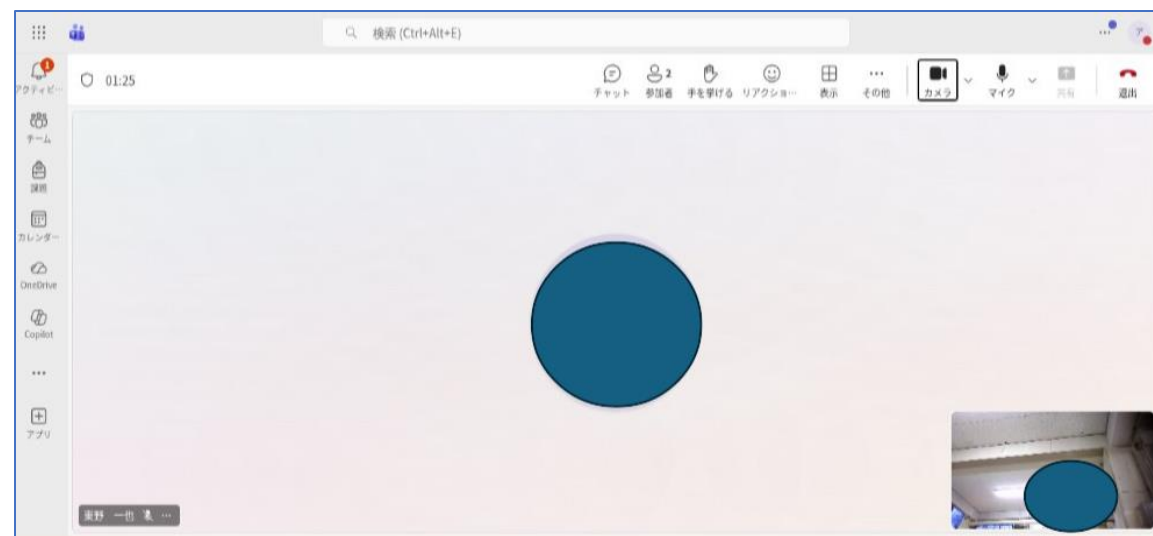 検索 (Ctrl+Alt+E)
ア
1
アクティビ…
01:25
チャット
参加者 2
手を挙げる
リアクショ…
表示
その他
カメラ
マイク
共有
退出
チーム
課題
カレンダー
OneDrive
Copilot
アプリ
東野 一也